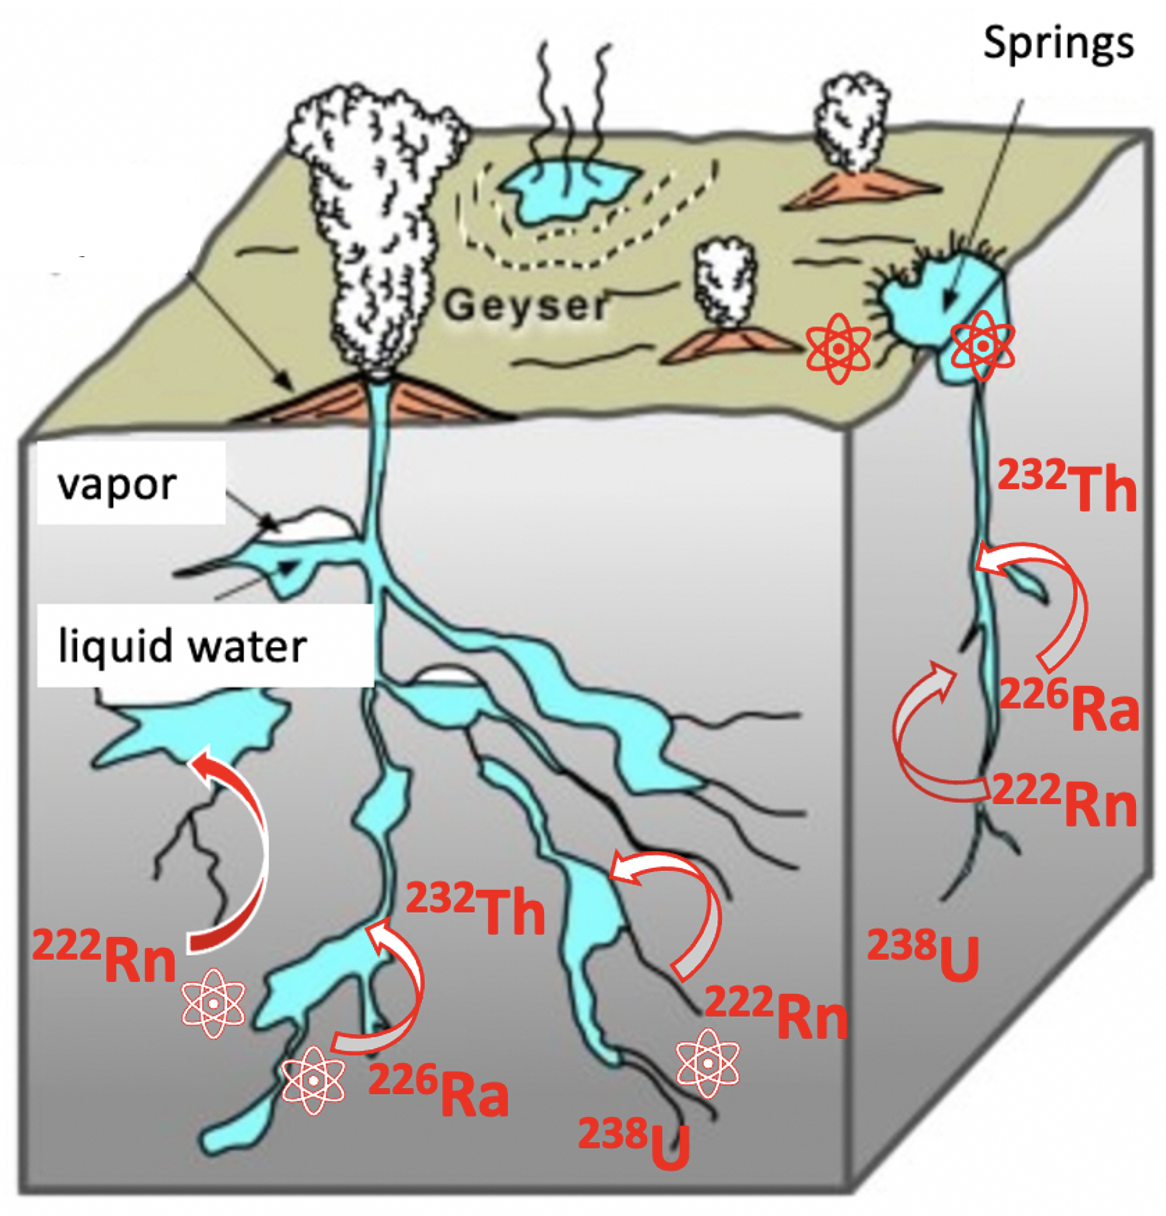 Springs
Geyser
vapor
²³²Th
liquid water
²²⁶Ra
²²²Rn
²³²Th
²²²Rn
²³⁸U
²²²Rn
²²⁶Ra
²³⁸U